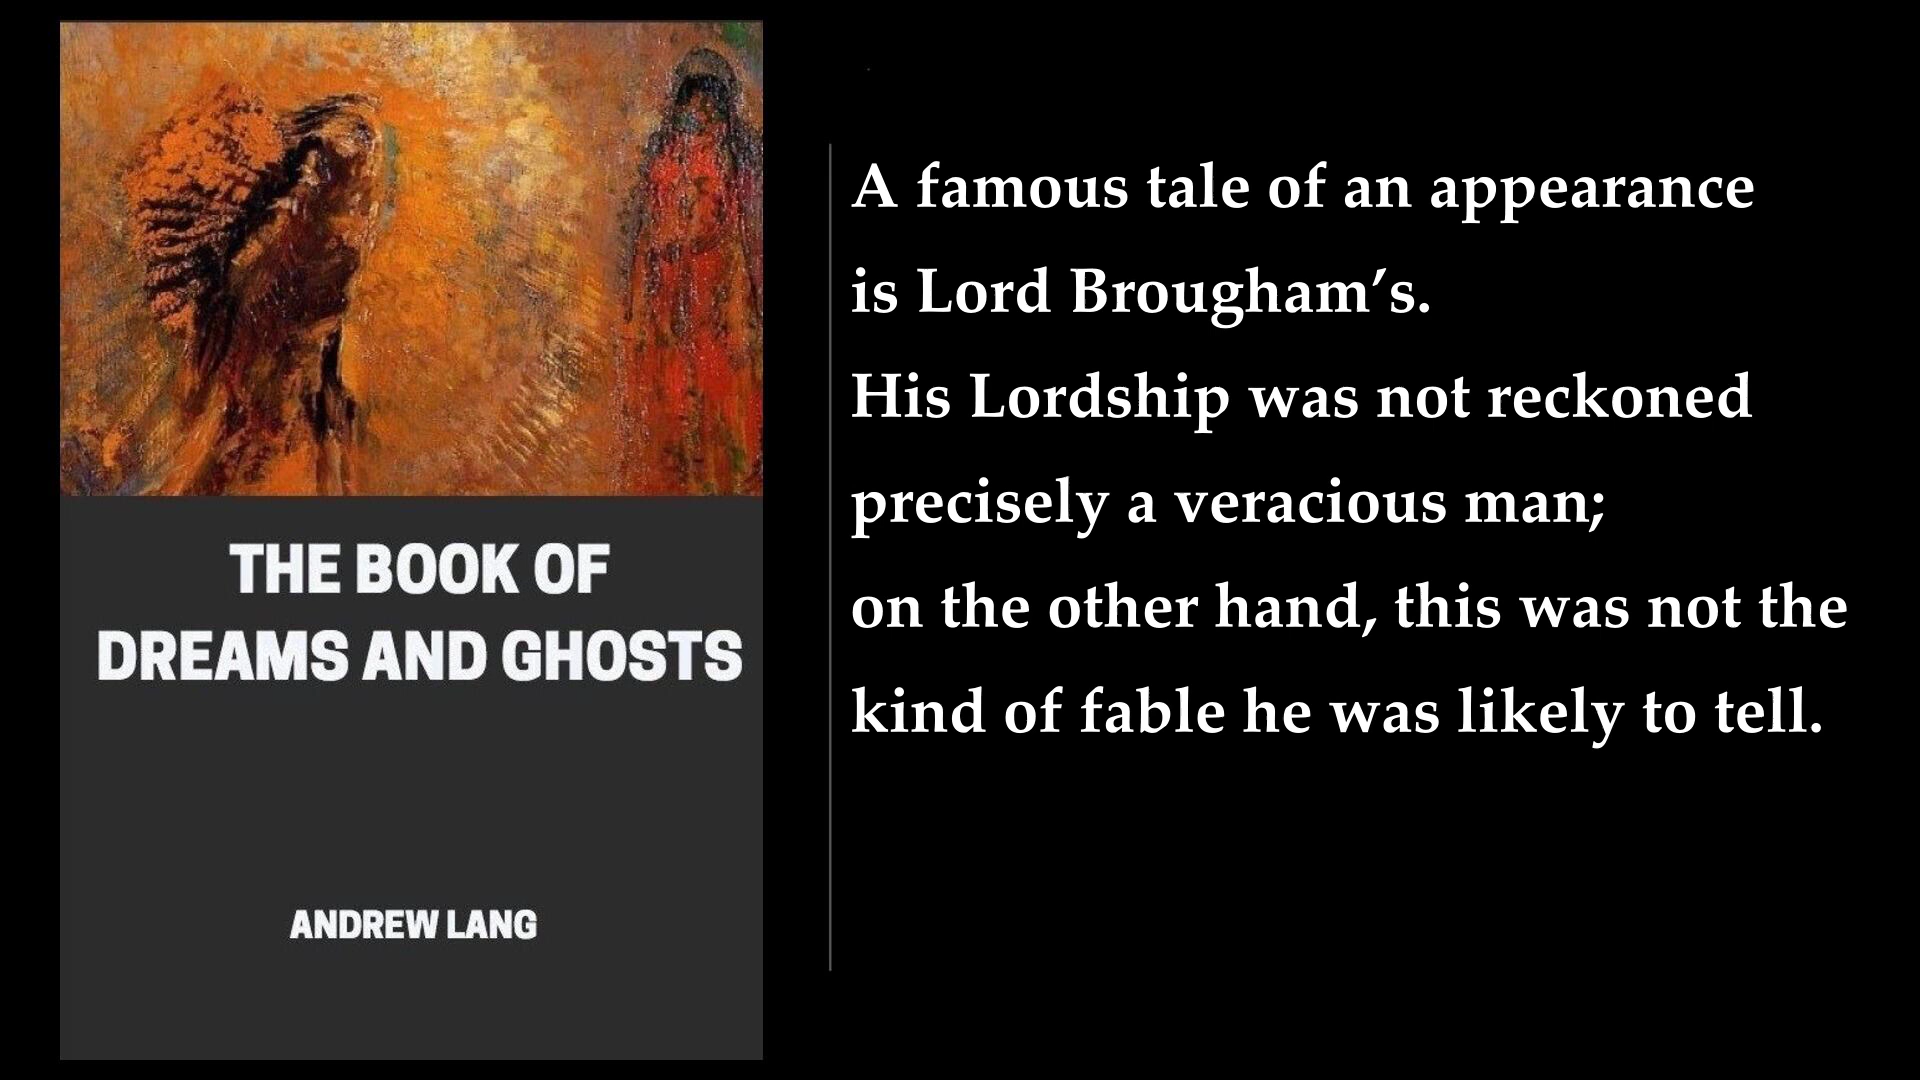 THE BOOK OF
DREAMS AND GHOSTS
ANDREW LANG
A famous tale of an appearance
is Lord Brougham’s.
His Lordship was not reckoned
precisely a veracious man;
on the other hand, this was not the
kind of fable he was likely to tell.